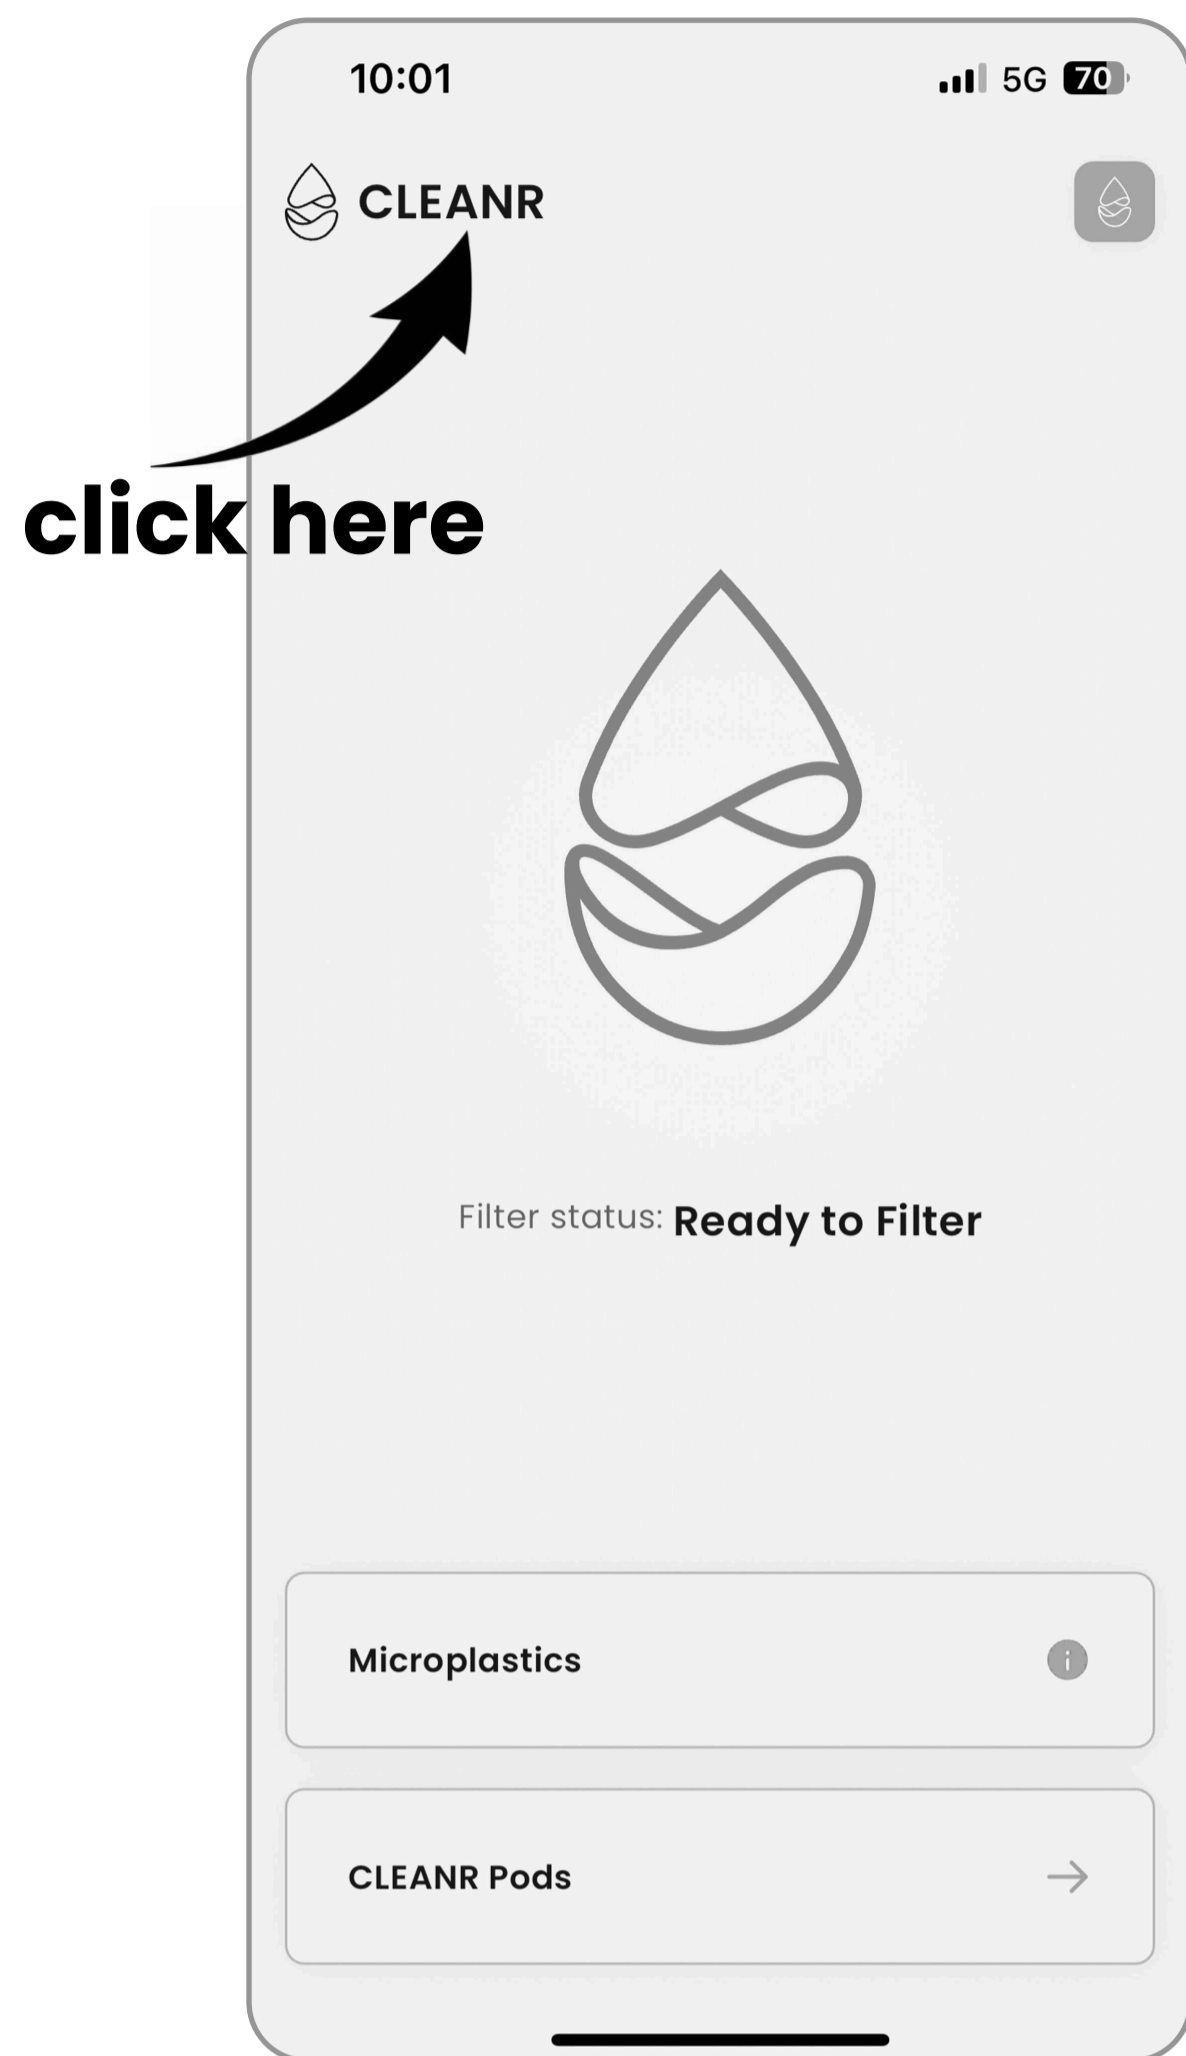 10:01 5G 70
CLEANR
click here
Filter status: Ready to Filter
Microplastics
i
CLEANR Pods